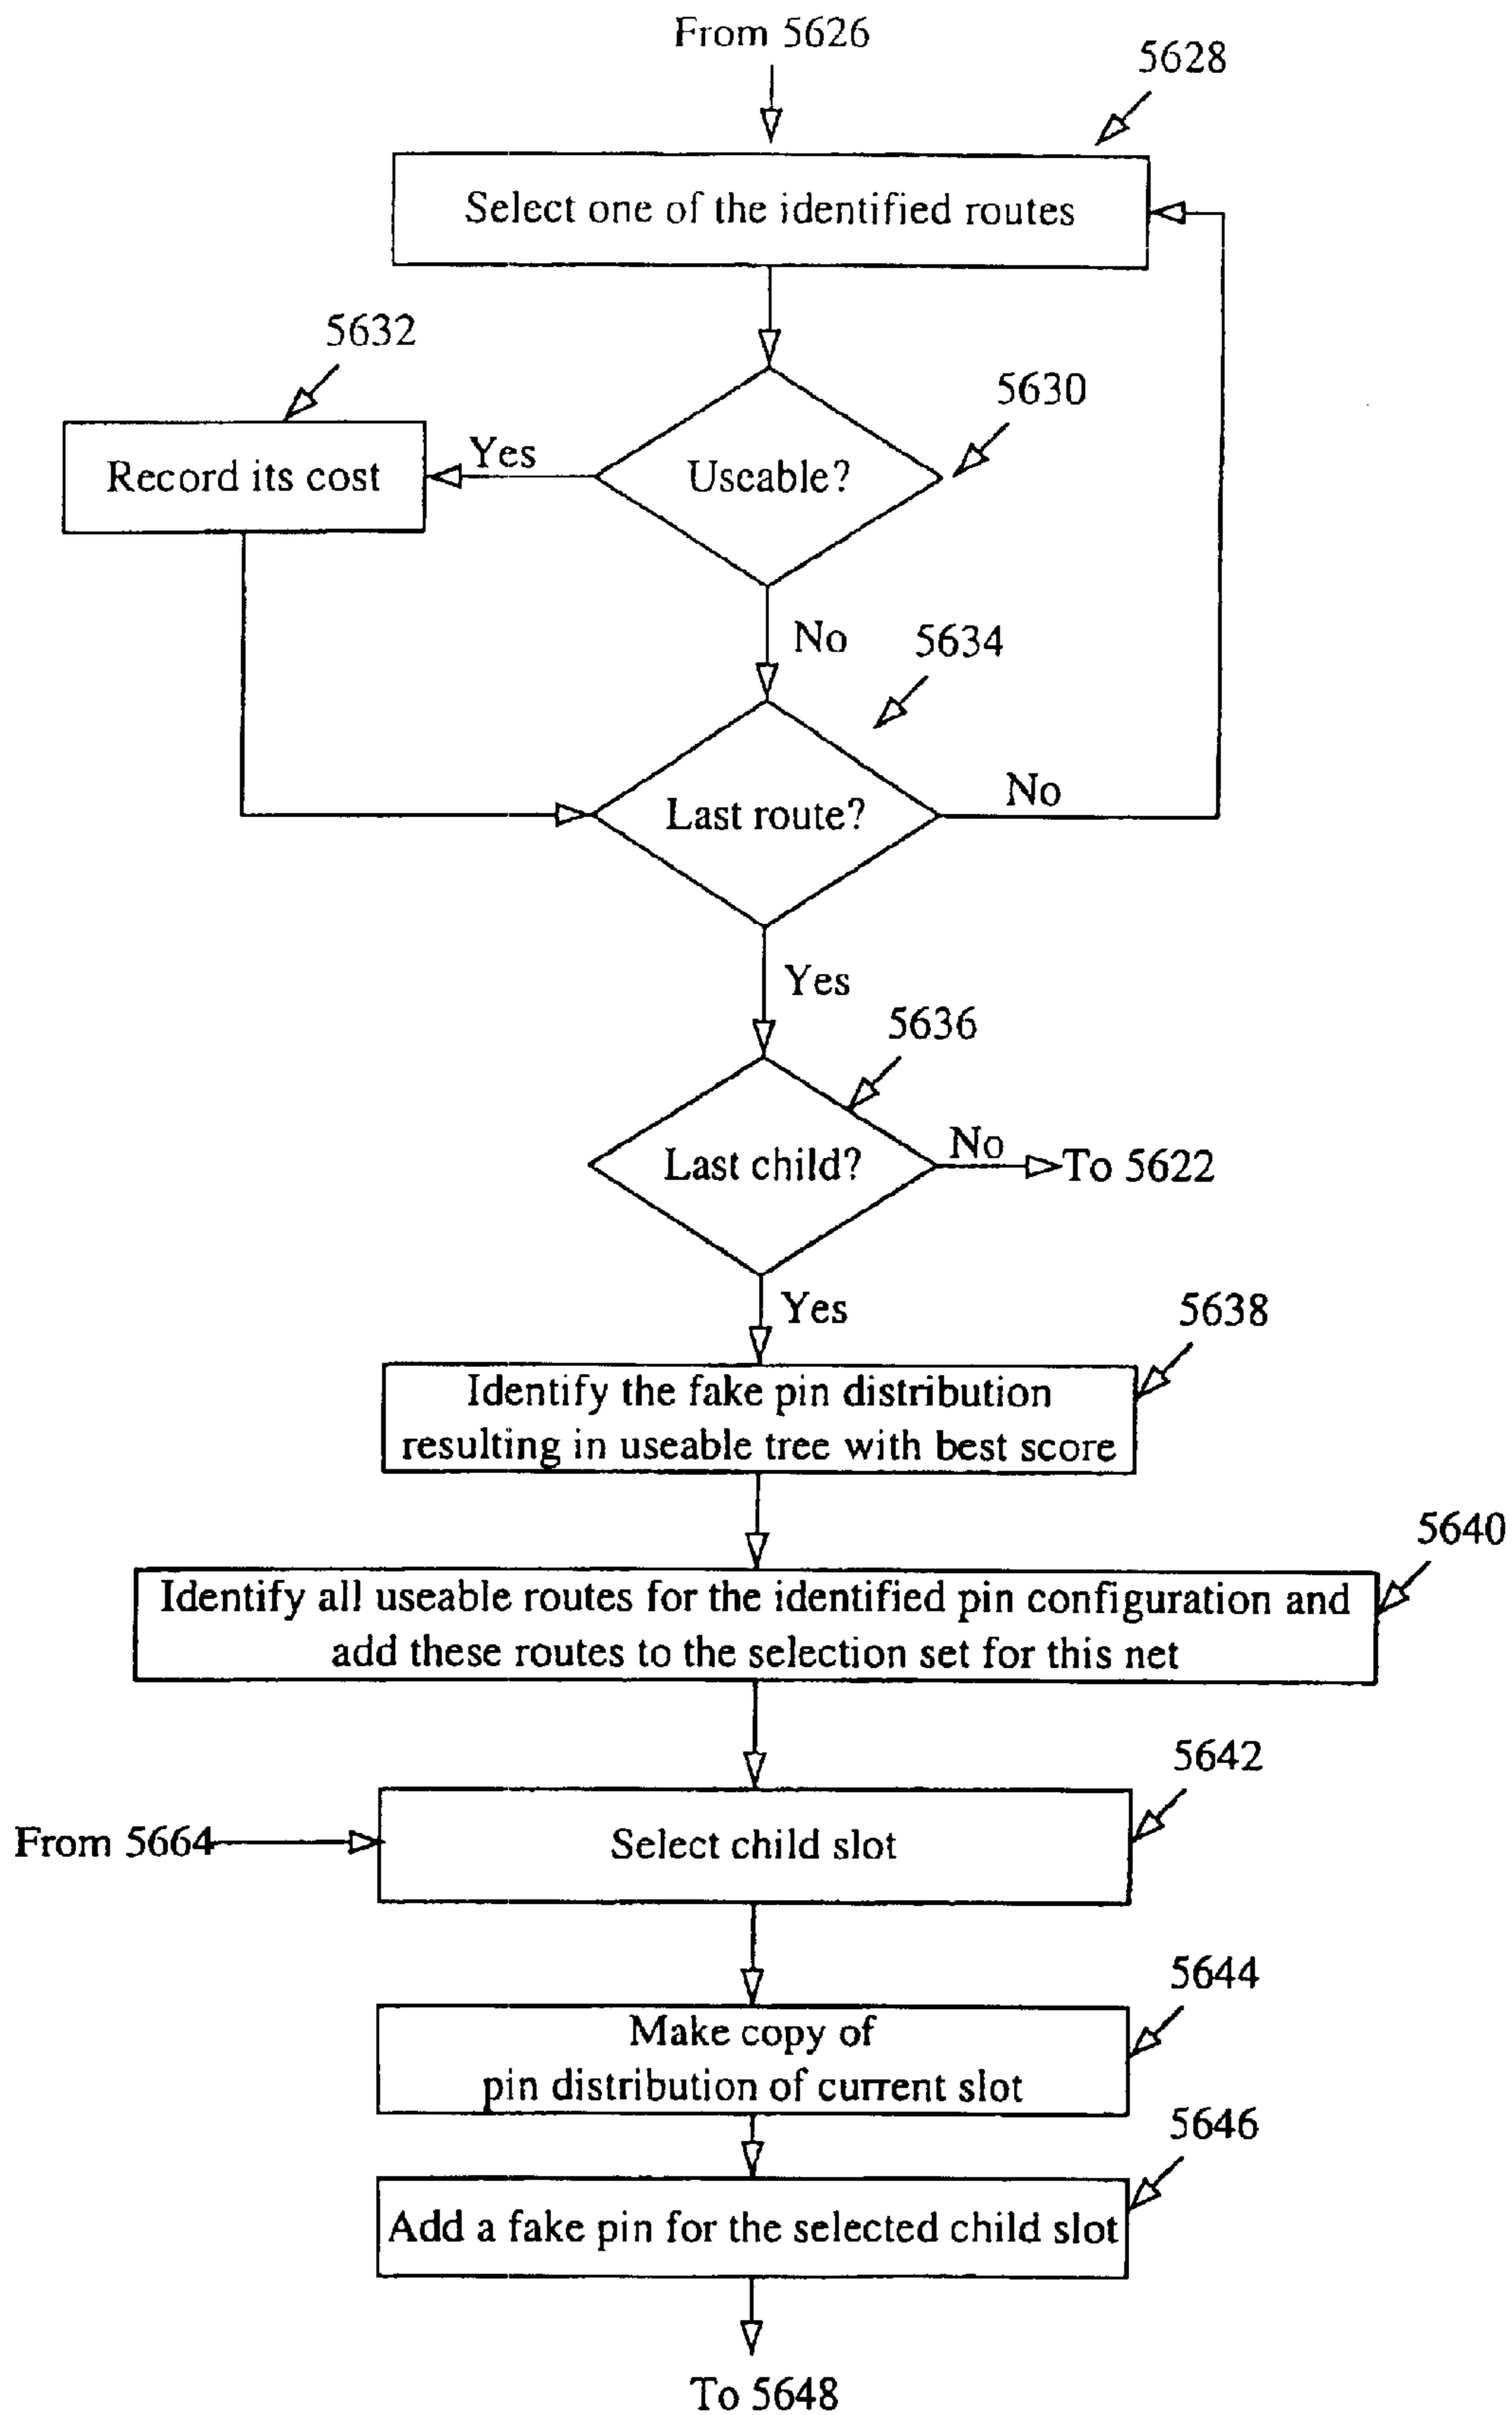 From 5626
5628
Select one of the identified routes
5632
5630
Record its cost
Yes
Useable?
No
5634
Last route?
No
Yes
5636
Last child?
No
To 5622
Yes
5638
Identify the fake pin distribution
resulting in useable tree with best score
5640
Identify all useable routes for the identified pin configuration and
add these routes to the selection set for this net
5642
From 5664
Select child slot
5644
Make copy of
pin distribution of current slot
5646
Add a fake pin for the selected child slot
To 5648